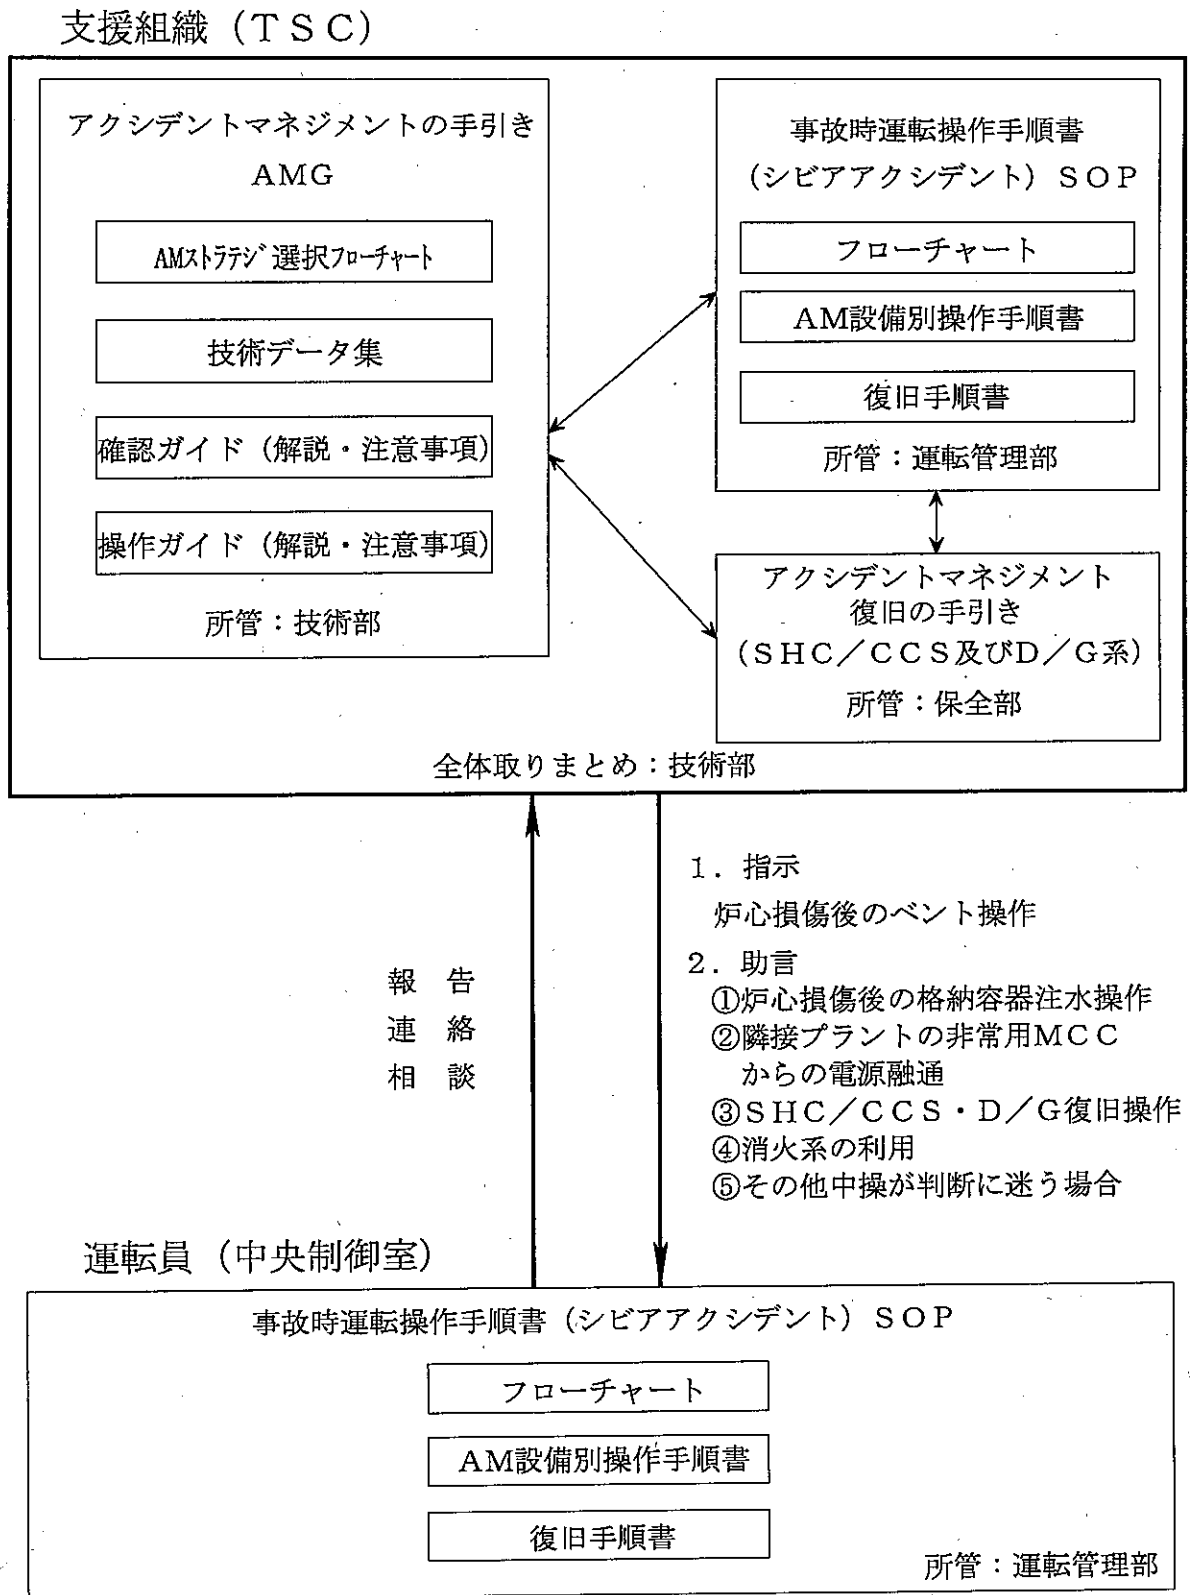 支援組織（ＴＳＣ）
アクシデントマネジメントの手引き
ＡＭＧ
AMストラテジ選択フローチャート
技術データ集
確認ガイド（解説・注意事項）
操作ガイド（解説・注意事項）
所管：技術部
事故時運転操作手順書
（シビアアクシデント）ＳＯＰ
フローチャート
ＡＭ設備別操作手順書
復旧手順書
所管：運転管理部
アクシデントマネジメント
復旧の手引き
（ＳＨＣ／ＣＣＳ及びＤ／Ｇ系）
所管：保全部
全体取りまとめ：技術部
報　告
連　絡
相　談
１．指示
炉心損傷後のベント操作
２．助言
①炉心損傷後の格納容器注水操作
②隣接プラントの非常用ＭＣＣ
からの電源融通
③ＳＨＣ／ＣＣＳ・Ｄ／Ｇ復旧操作
④消火系の利用
⑤その他中操が判断に迷う場合
運転員（中央制御室）
事故時運転操作手順書（シビアアクシデント）ＳＯＰ
フローチャート
ＡＭ設備別操作手順書
復旧手順書
所管：運転管理部